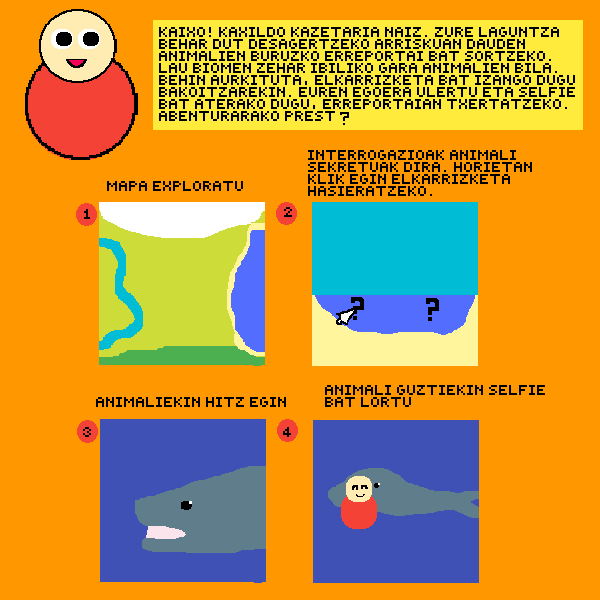 KAIXO! KAXILDO KAZETARIA NAIZ. ZURE LAGUNTZA
BEHAR DUT DESAGERTZEKO ARRISKUAN DAUDEN
ANIMALIEN BURUZKO ERREPORTAI BAT SORTZEKO.
LAU BIOMEN ZEHAR IBILIKO GARA ANIMALIEN BILA.
BEHIN AURKITUTA, ELKARRIZKETA BAT IZANGO DUGU
BAKOITZAREKIN. EUREN EGOERA ULERTU ETA SELFIE
BAT ATERAKO DUGU, ERREPORTAIAN TXERTATZEKO.
ABENTURARAKO PREST ?
MAPA EXPLORATU
1
INTERROGAZIOAK ANIMALI
SEKRETUAK DIRA. HORIETAN
KLIK EGIN ELKARRIZKETA
HASIERATZEKO.
2
? ?
ANIMALIEKIN HITZ EGIN
3
ANIMALI GUZTIEKIN SELFIE
BAT LORTU
4